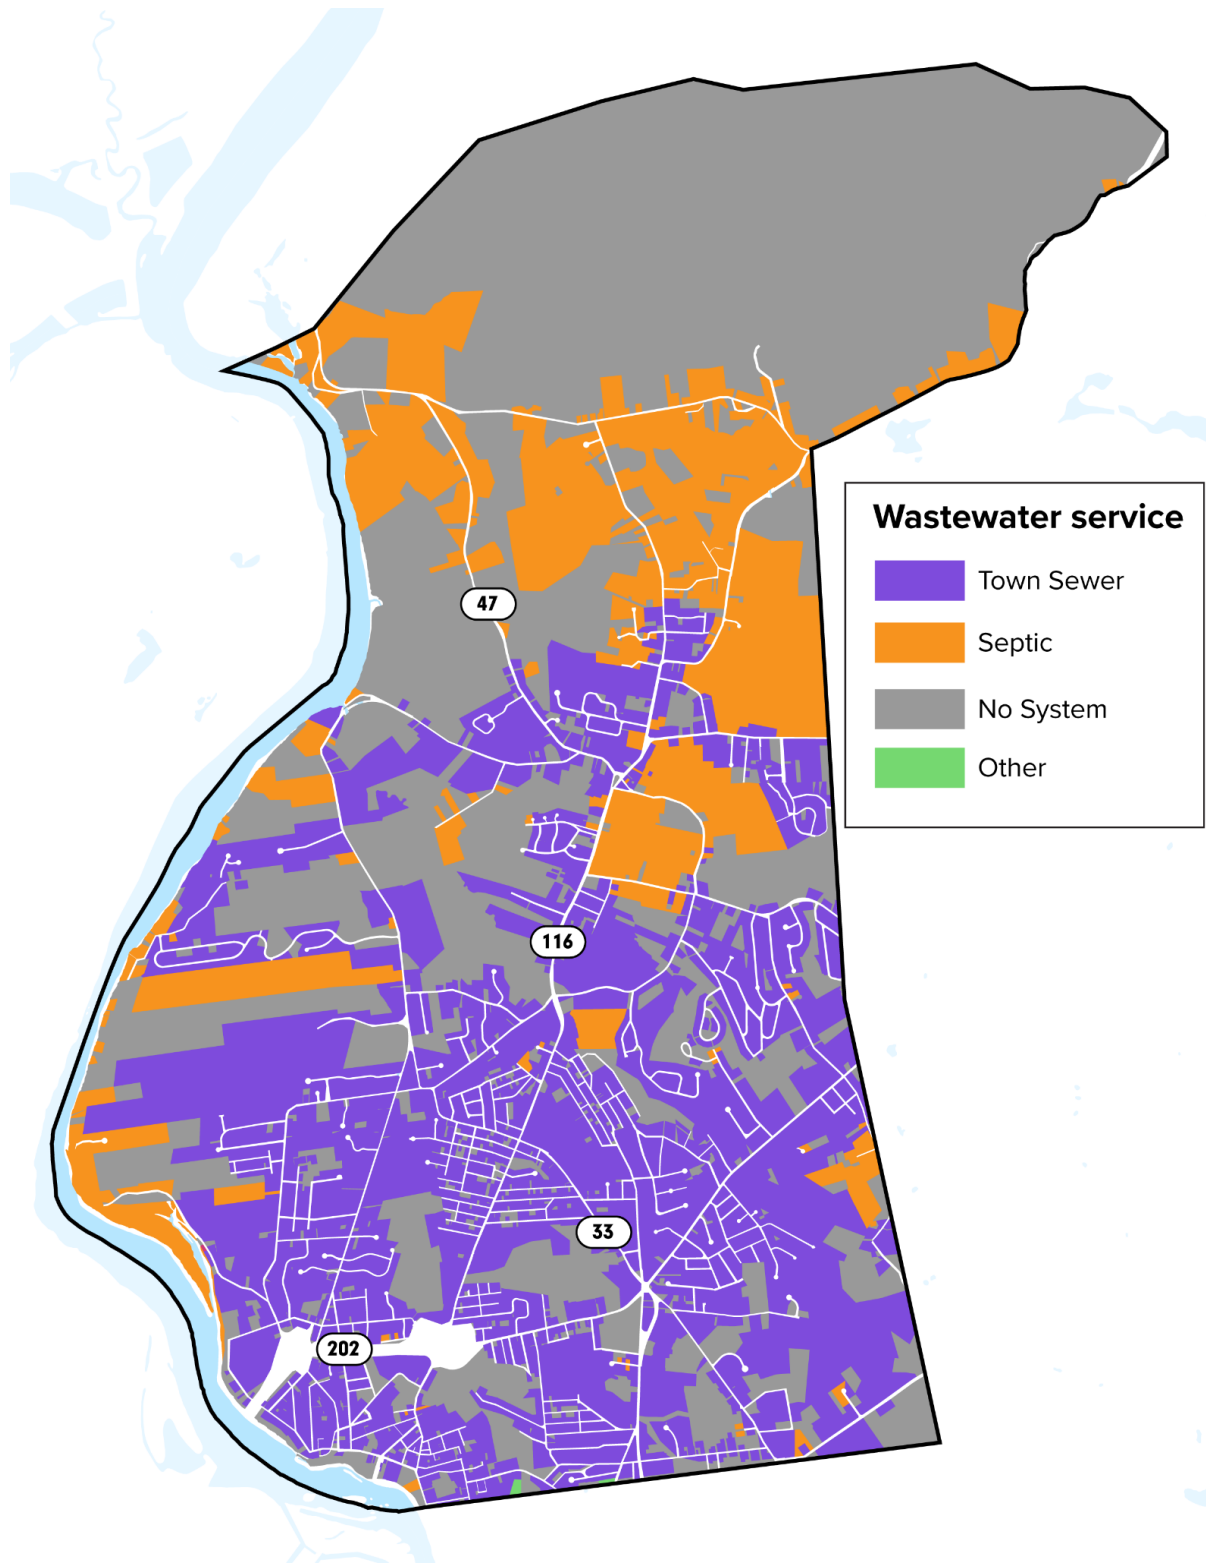 Wastewater service
Town Sewer
Septic
No System
Other
47
116
33
202